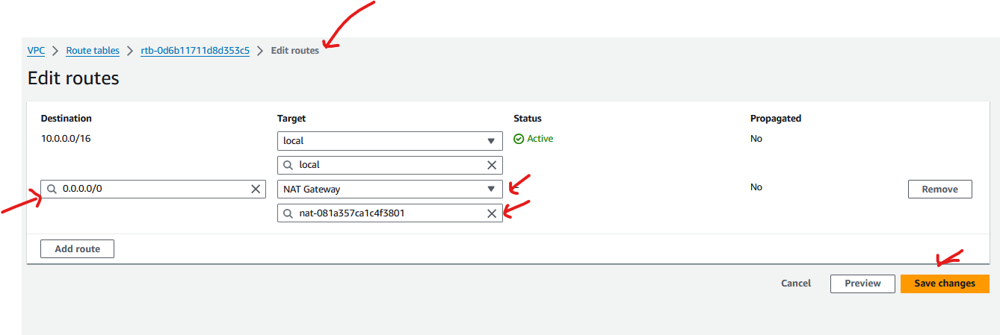 VPC > Route tables > rtb-0d6b11711d8d353c5 > Edit routes
Edit routes
Destination Target Status Propagated
10.0.0.0/16 local Active No
local
0.0.0.0/0 NAT Gateway – No Remove
nat-081a357ca1c4f3801
Add route
Cancel Preview Save changes